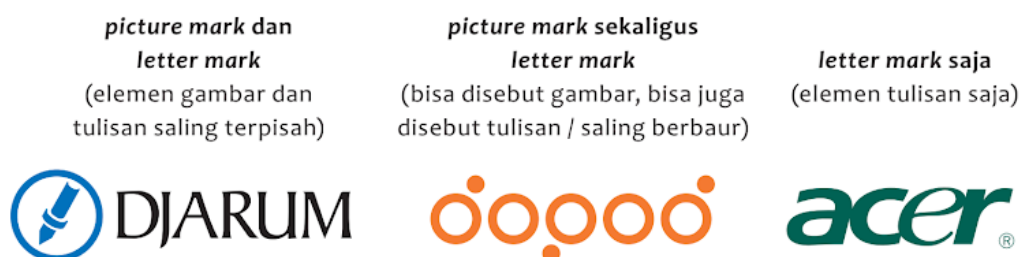 picture mark dan
letter mark
(elemen gambar dan
tulisan saling terpisah)
picture mark sekaligus
letter mark
(bisa disebut gambar, bisa juga
disebut tulisan / saling berbaur)
letter mark saja
(elemen tulisan saja)
DJARUM
dopod
acer®